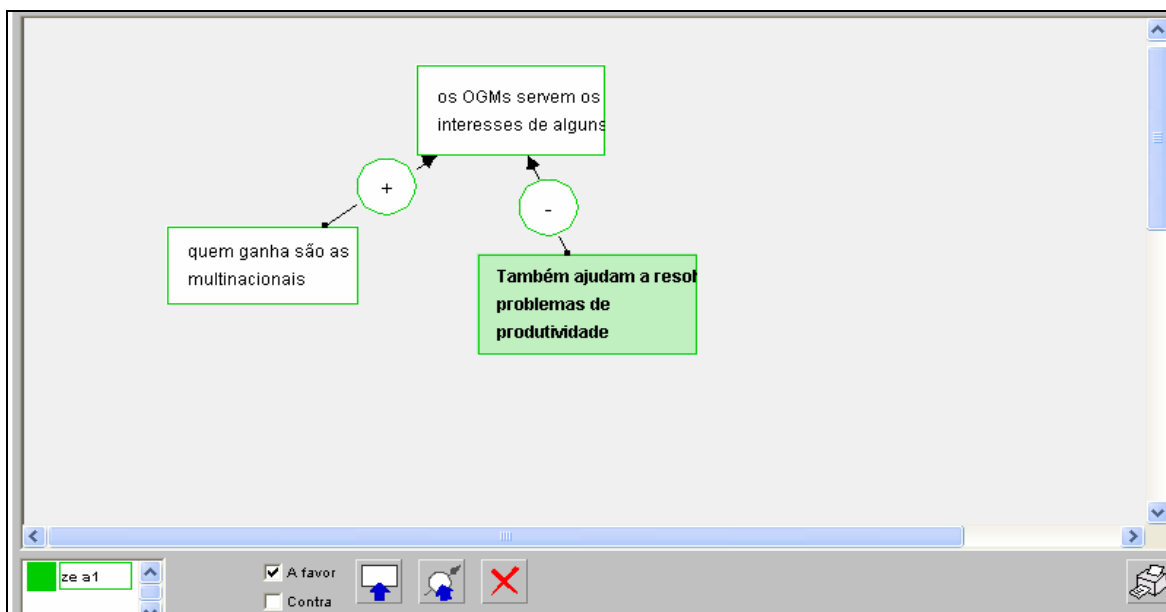 os OGMs servem os
interesses de alguns
+
-
quem ganha são as
multinacionais
Também ajudam a resol
problemas de
produtividade
ze a1
A favor
Contra